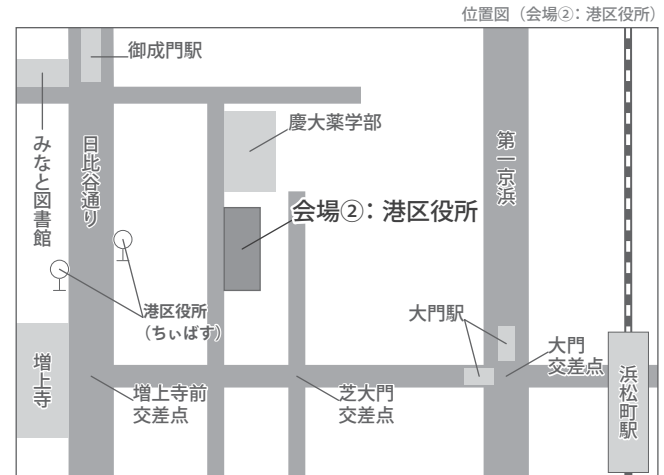 位置図（会場②：港区役所）
御成門駅
慶大薬学部
みなと図書館
日比谷通り
第一京浜
会場②：港区役所
港区役所
（ちぃばす）
大門駅
大門
交差点
増上寺
増上寺前
交差点
芝大門
交差点
浜松町駅